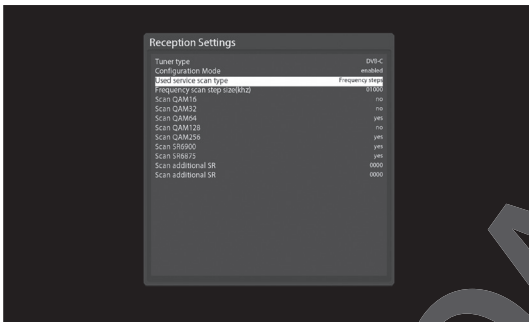 Reception Settings
Tuner type DVB-C
Configuration Mode enabled
Used service scan type Frequency steps
Frequency scan step size(khz) 01000
Scan QAM16 no
Scan QAM32 no
Scan QAM64 yes
Scan QAM128 no
Scan QAM256 yes
Scan SR6900 yes
Scan SR6875 yes
Scan additional SR 0000
Scan additional SR 0000